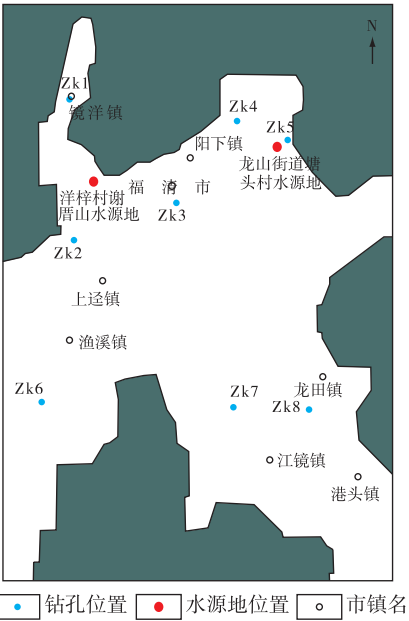 N
Zk1
镜洋镇
Zk4
Zk5
阳下镇
龙山街道塘
头村水源地
福清市
洋梓村谢
厝山水源地
Zk3
Zk2
上迳镇
渔溪镇
Zk6
Zk7
龙田镇
Zk8
江镜镇
港头镇
钻孔位置
水源地位置
市镇名